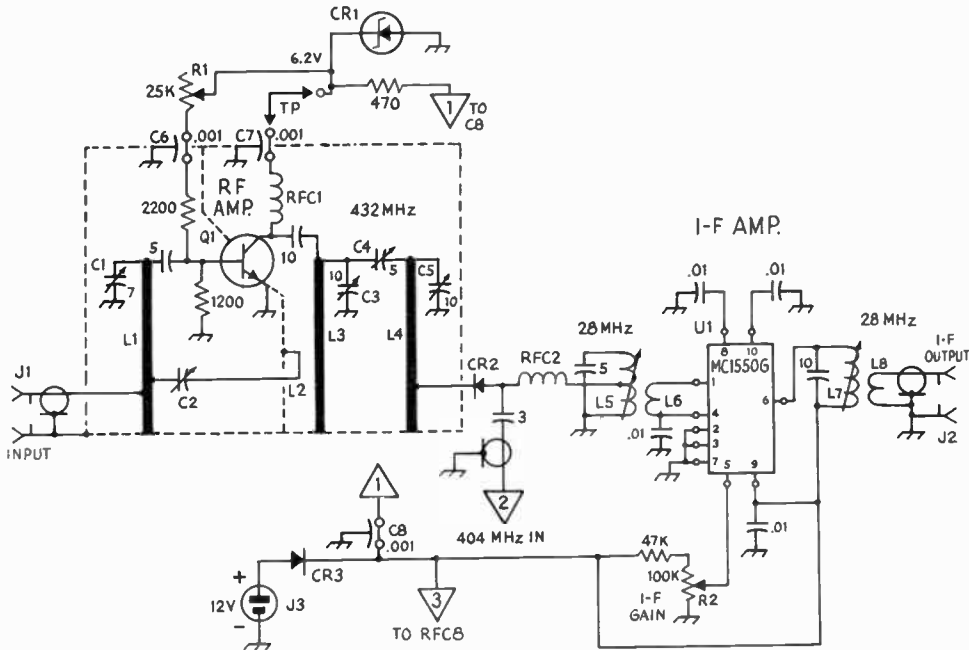 CR1
6.2V
R1
25K
TP
470
1 TO
C8
C6 .001
C7 .001
RF
AMP.
RFC1
2200
432 MHz
Q1
C1
7
5
10
C4
5
C5
10
10
C3
1200
L1
L2
L3
L4
C2
J1
INPUT
I-F AMP.
.01
.01
U1
8 10
MC1550G
1
4
2
3
7
5 9
6
28 MHz
5
L5
L6
.01
CR2
RFC2
3
2
404 MHz IN
28 MHz
10
L7
L8
I-F
OUTPUT
J2
.01
1
C8
.001
CR3
+
12V
-
J3
3
TO RFC8
47K
100K
R2
I-F
GAIN